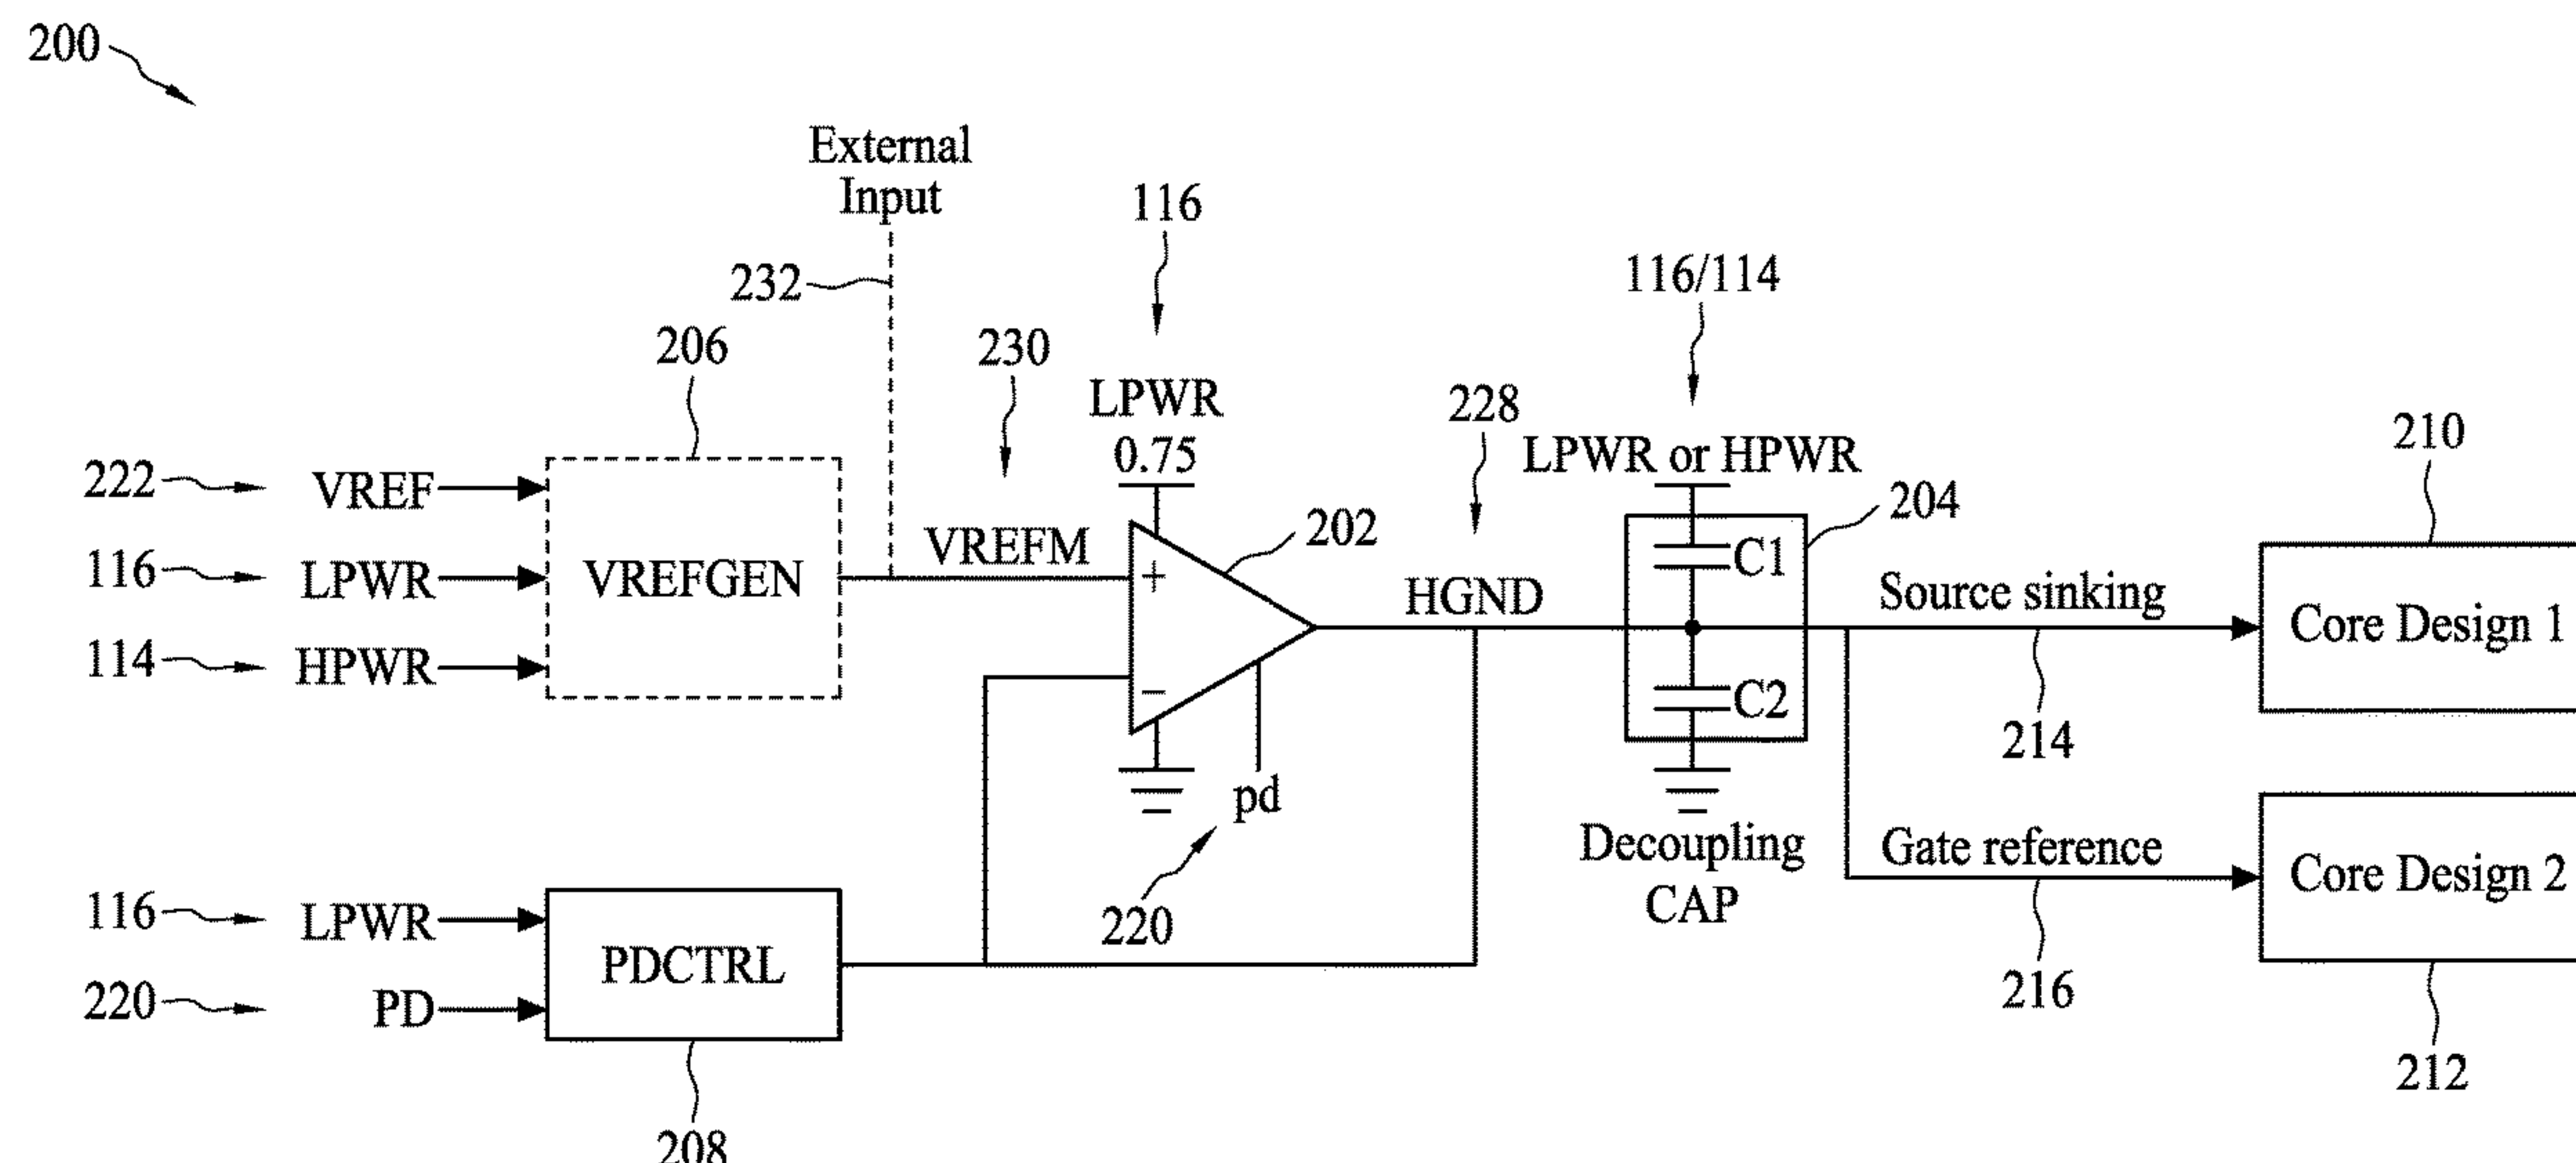 200
External
Input
116
232
116/114
206
230
LPWR
228
0.75
LPWR or HPWR
210
222
VREF
204
VREFM
202
116
LPWR
VREFGEN
+
C1
HGND
Source sinking
Core Design 1
114
HPWR
−
C2
214
pd
Decoupling
CAP
Gate reference
Core Design 2
116
LPWR
220
PDCTRL
216
220
PD
212
208